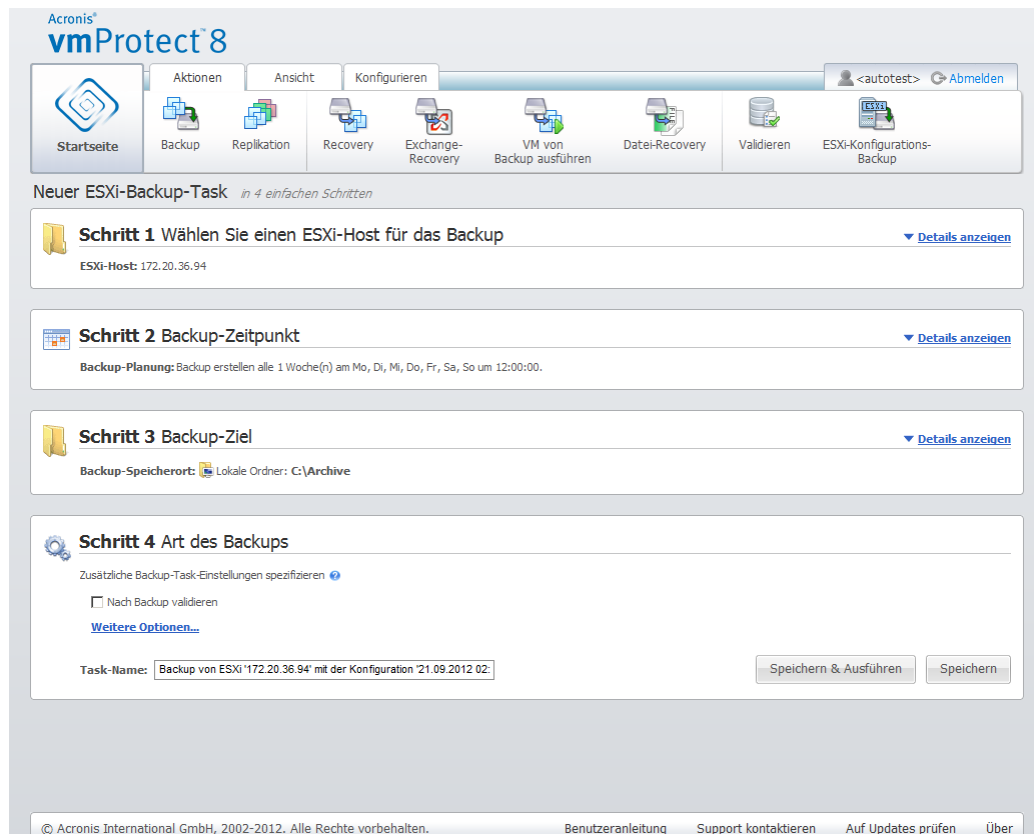 Acronis®
vmProtect™8
Aktionen Ansicht Konfigurieren <autotest> Abmelden
Startseite Backup Replikation Recovery Exchange-Recovery VM von Backup ausführen Datei-Recovery Validieren ESXi ESXi-Konfigurations-Backup
Neuer ESXi-Backup-Task in 4 einfachen Schritten
Schritt 1 Wählen Sie einen ESXi-Host für das Backup Details anzeigen
ESXi-Host: 172.20.36.94
Schritt 2 Backup-Zeitpunkt Details anzeigen
Backup-Planung: Backup erstellen alle 1 Woche(n) am Mo, Di, Mi, Do, Fr, Sa, So um 12:00:00.
Schritt 3 Backup-Ziel Details anzeigen
Backup-Speicherort: Lokale Ordner: C:\Archive
Schritt 4 Art des Backups
Zusätzliche Backup-Task-Einstellungen spezifizieren
Nach Backup validieren
Weitere Optionen...
Task-Name: Backup von ESXi '172.20.36.94' mit der Konfiguration '21.09.2012 02: Speichern & Ausführen Speichern
© Acronis International GmbH, 2002-2012. Alle Rechte vorbehalten. Benutzeranleitung Support kontaktieren Auf Updates prüfen Über